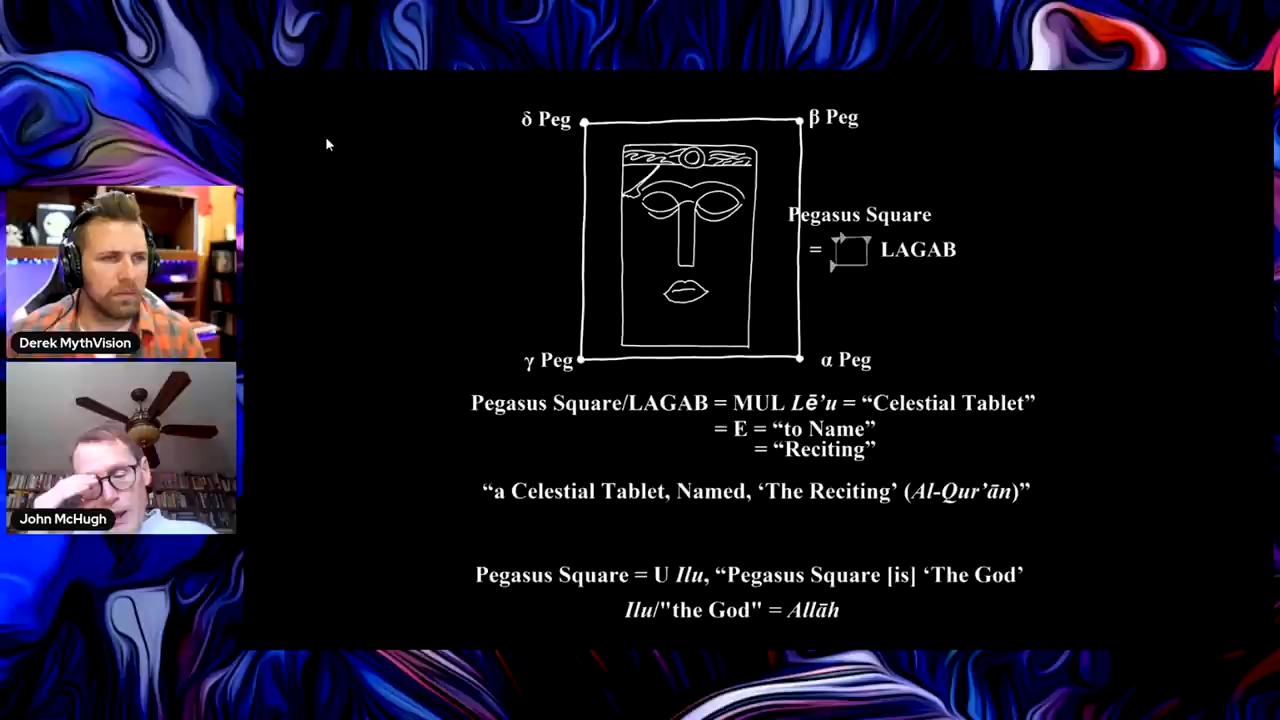 δ Peg
β Peg
Pegasus Square
= LAGAB
γ Peg
α Peg
Pegasus Square/LAGAB = MUL Lē’u = “Celestial Tablet”
= E = “to Name”
= “Reciting”
“a Celestial Tablet, Named, ‘The Reciting’ (Al-Qur’ān)”
Pegasus Square = U Ilu, “Pegasus Square [is] ‘The God’
Ilu/"the God" = Allāh
Derek MythVision
John McHugh